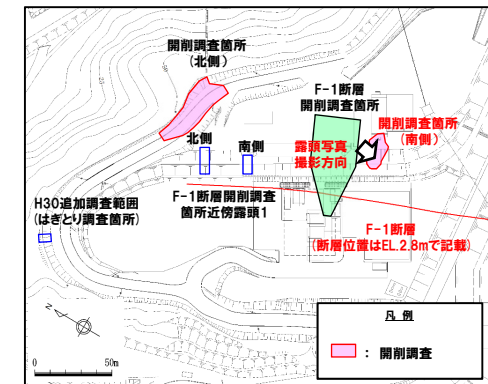 開削調査箇所
(北側)
F-1断層
開削調査箇所
開削調査箇所
(南側)
露頭写真
撮影方向
北側
南側
F-1断層開削調査
箇所近傍露頭1
H30追加調査範囲
(はぎとり調査箇所)
F-1断層
(断層位置はEL.2.8mで記載)
N
0
50m
凡 例
: 開削調査